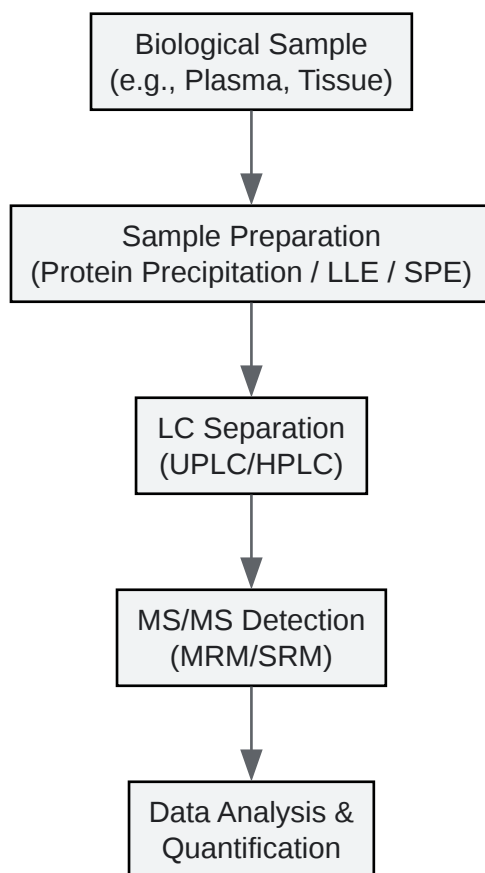 Biological Sample
(e.g., Plasma, Tissue)
Sample Preparation
(Protein Precipitation / LLE / SPE)
LC Separation
(UPLC/HPLC)
MS/MS Detection
(MRM/SRM)
Data Analysis &
Quantification